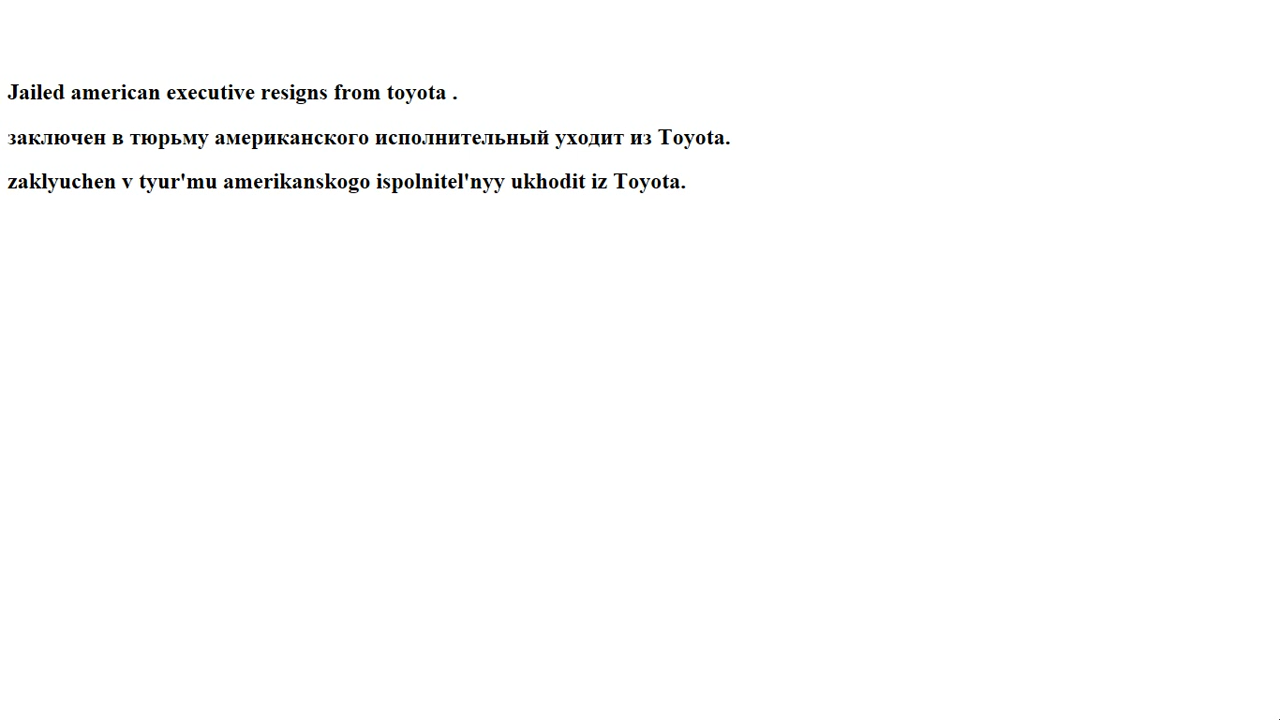 Jailed american executive resigns from toyota .
заключен в тюрьму американского исполнительный уходит из Toyota.
zaklyuchen v tyur'mu amerikanskogo ispolnitel'nyy ukhodit iz Toyota.